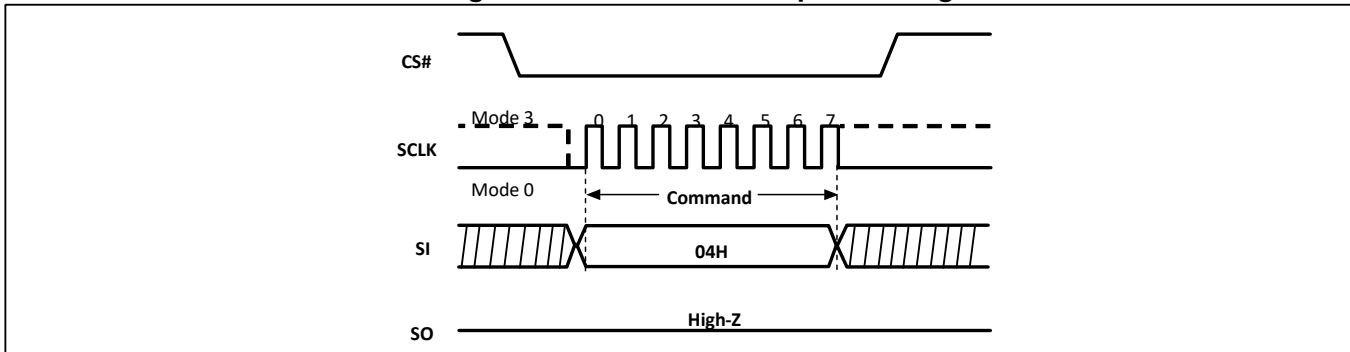 CS#
Mode 3
0 1 2 3 4 5 6 7
SCLK
Mode 0
Command
SI
04H
High-Z
SO